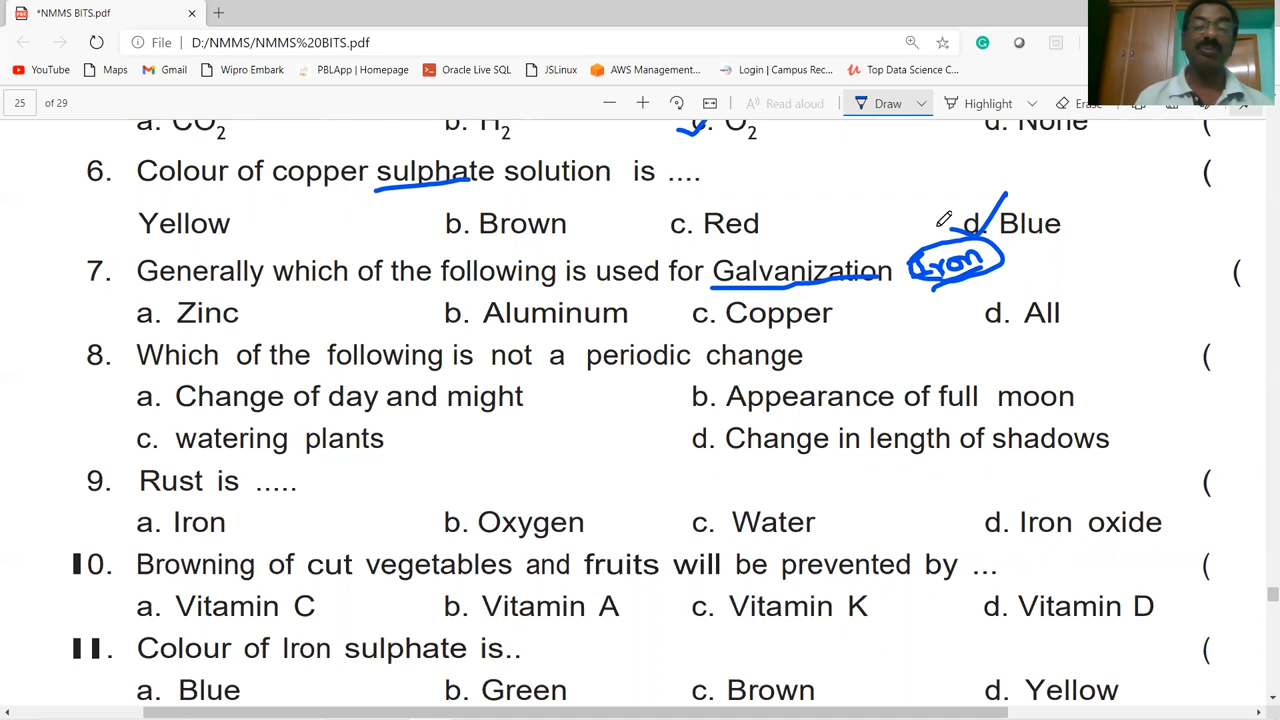 *NMMS BITS.pdf
File D:/NMMS/NMMS%20BITS.pdf
YouTube Maps Gmail Wipro Embark PBLApp | Homepage Oracle Live SQL JSLinux AWS Management... Login | Campus Rec... Top Data Science C...
25 of 29 Read aloud Draw Highlight Erase
a. CO2 b. H2 c. O2 d. None (
6. Colour of copper sulphate solution is .... (
Yellow b. Brown c. Red d. Blue
7. Generally which of the following is used for Galvanization Iron (
a. Zinc b. Aluminum c. Copper d. All
8. Which of the following is not a periodic change (
a. Change of day and might b. Appearance of full moon
c. watering plants d. Change in length of shadows
9. Rust is ..... (
a. Iron b. Oxygen c. Water d. Iron oxide
10. Browning of cut vegetables and fruits will be prevented by ... (
a. Vitamin C b. Vitamin A c. Vitamin K d. Vitamin D
11. Colour of Iron sulphate is.. (
a. Blue b. Green c. Brown d. Yellow